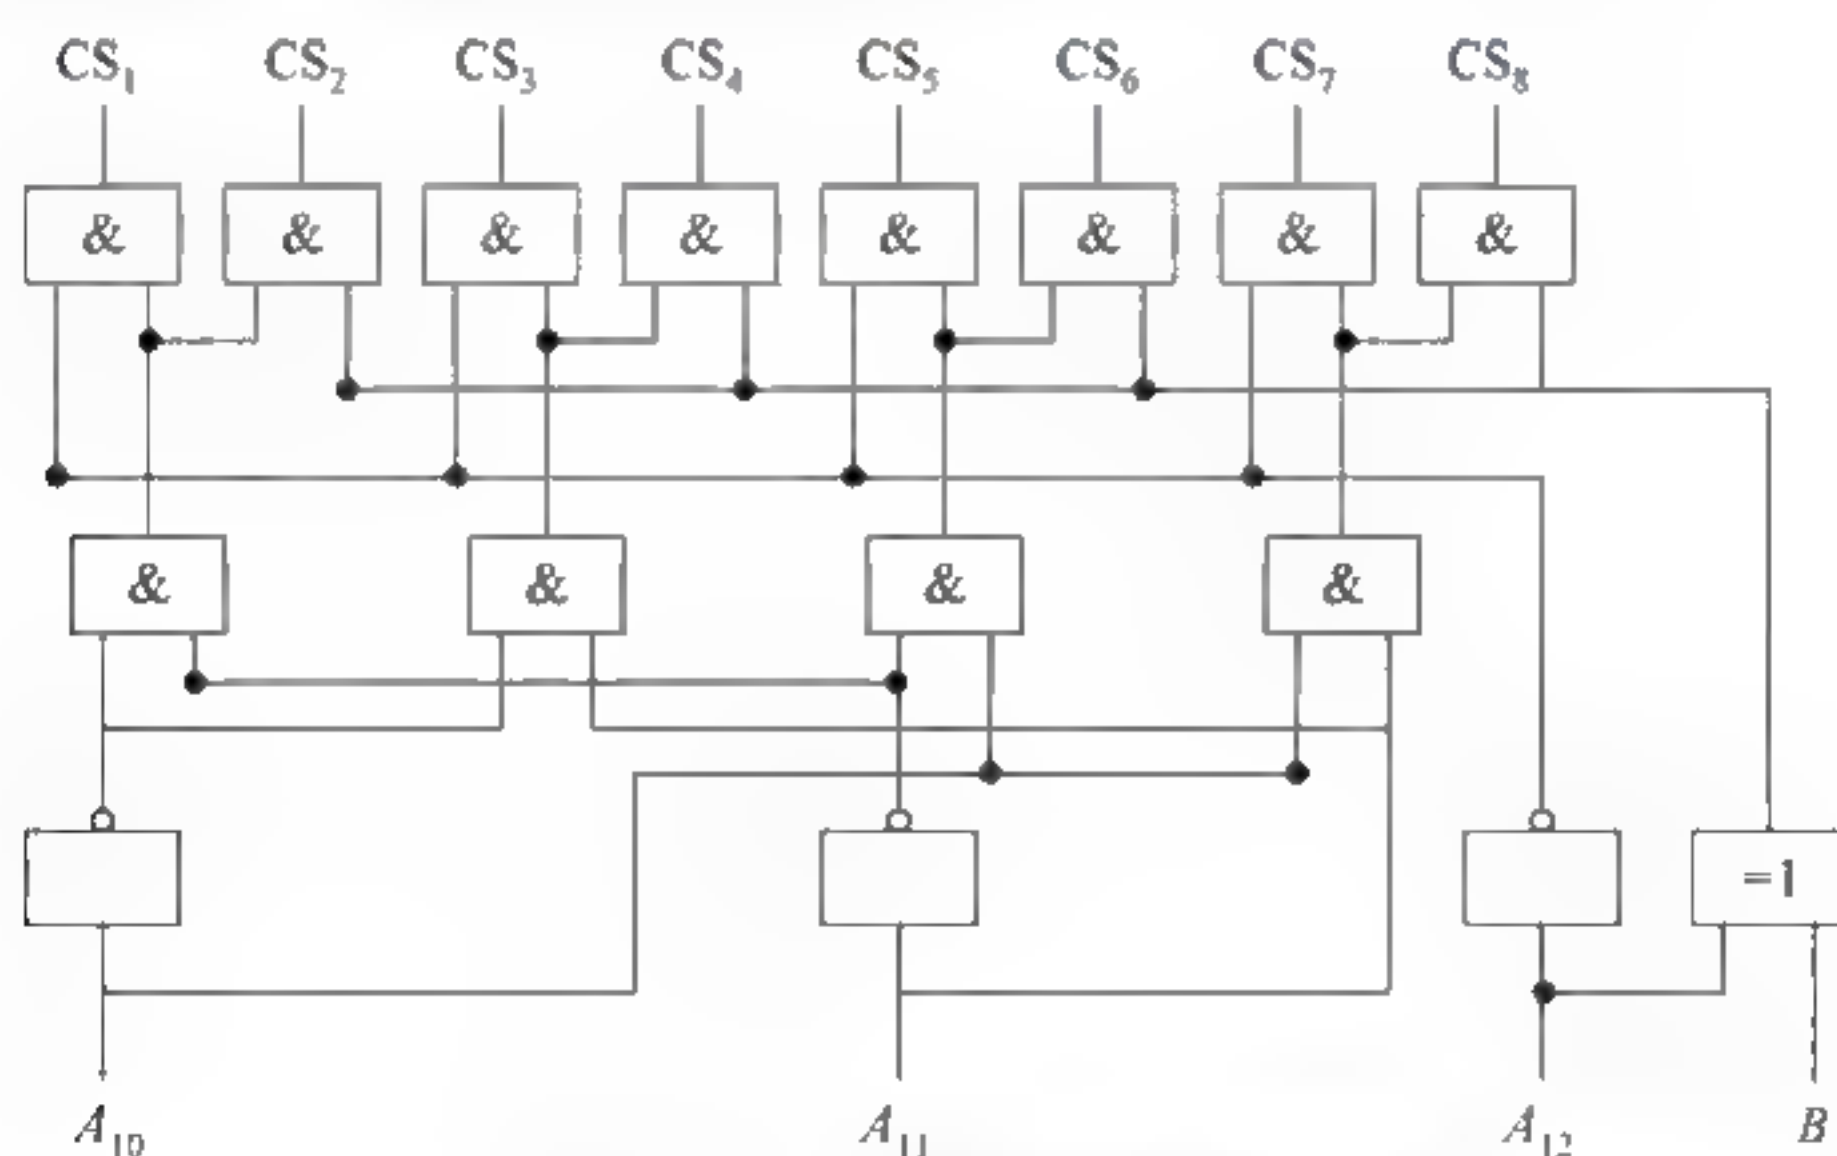 CS₁ CS₂ CS₃ CS₄ CS₅ CS₆ CS₇ CS₈
& & & & & & & &
& & & &
=1
A₁₀ A₁₁ A₁₂ B